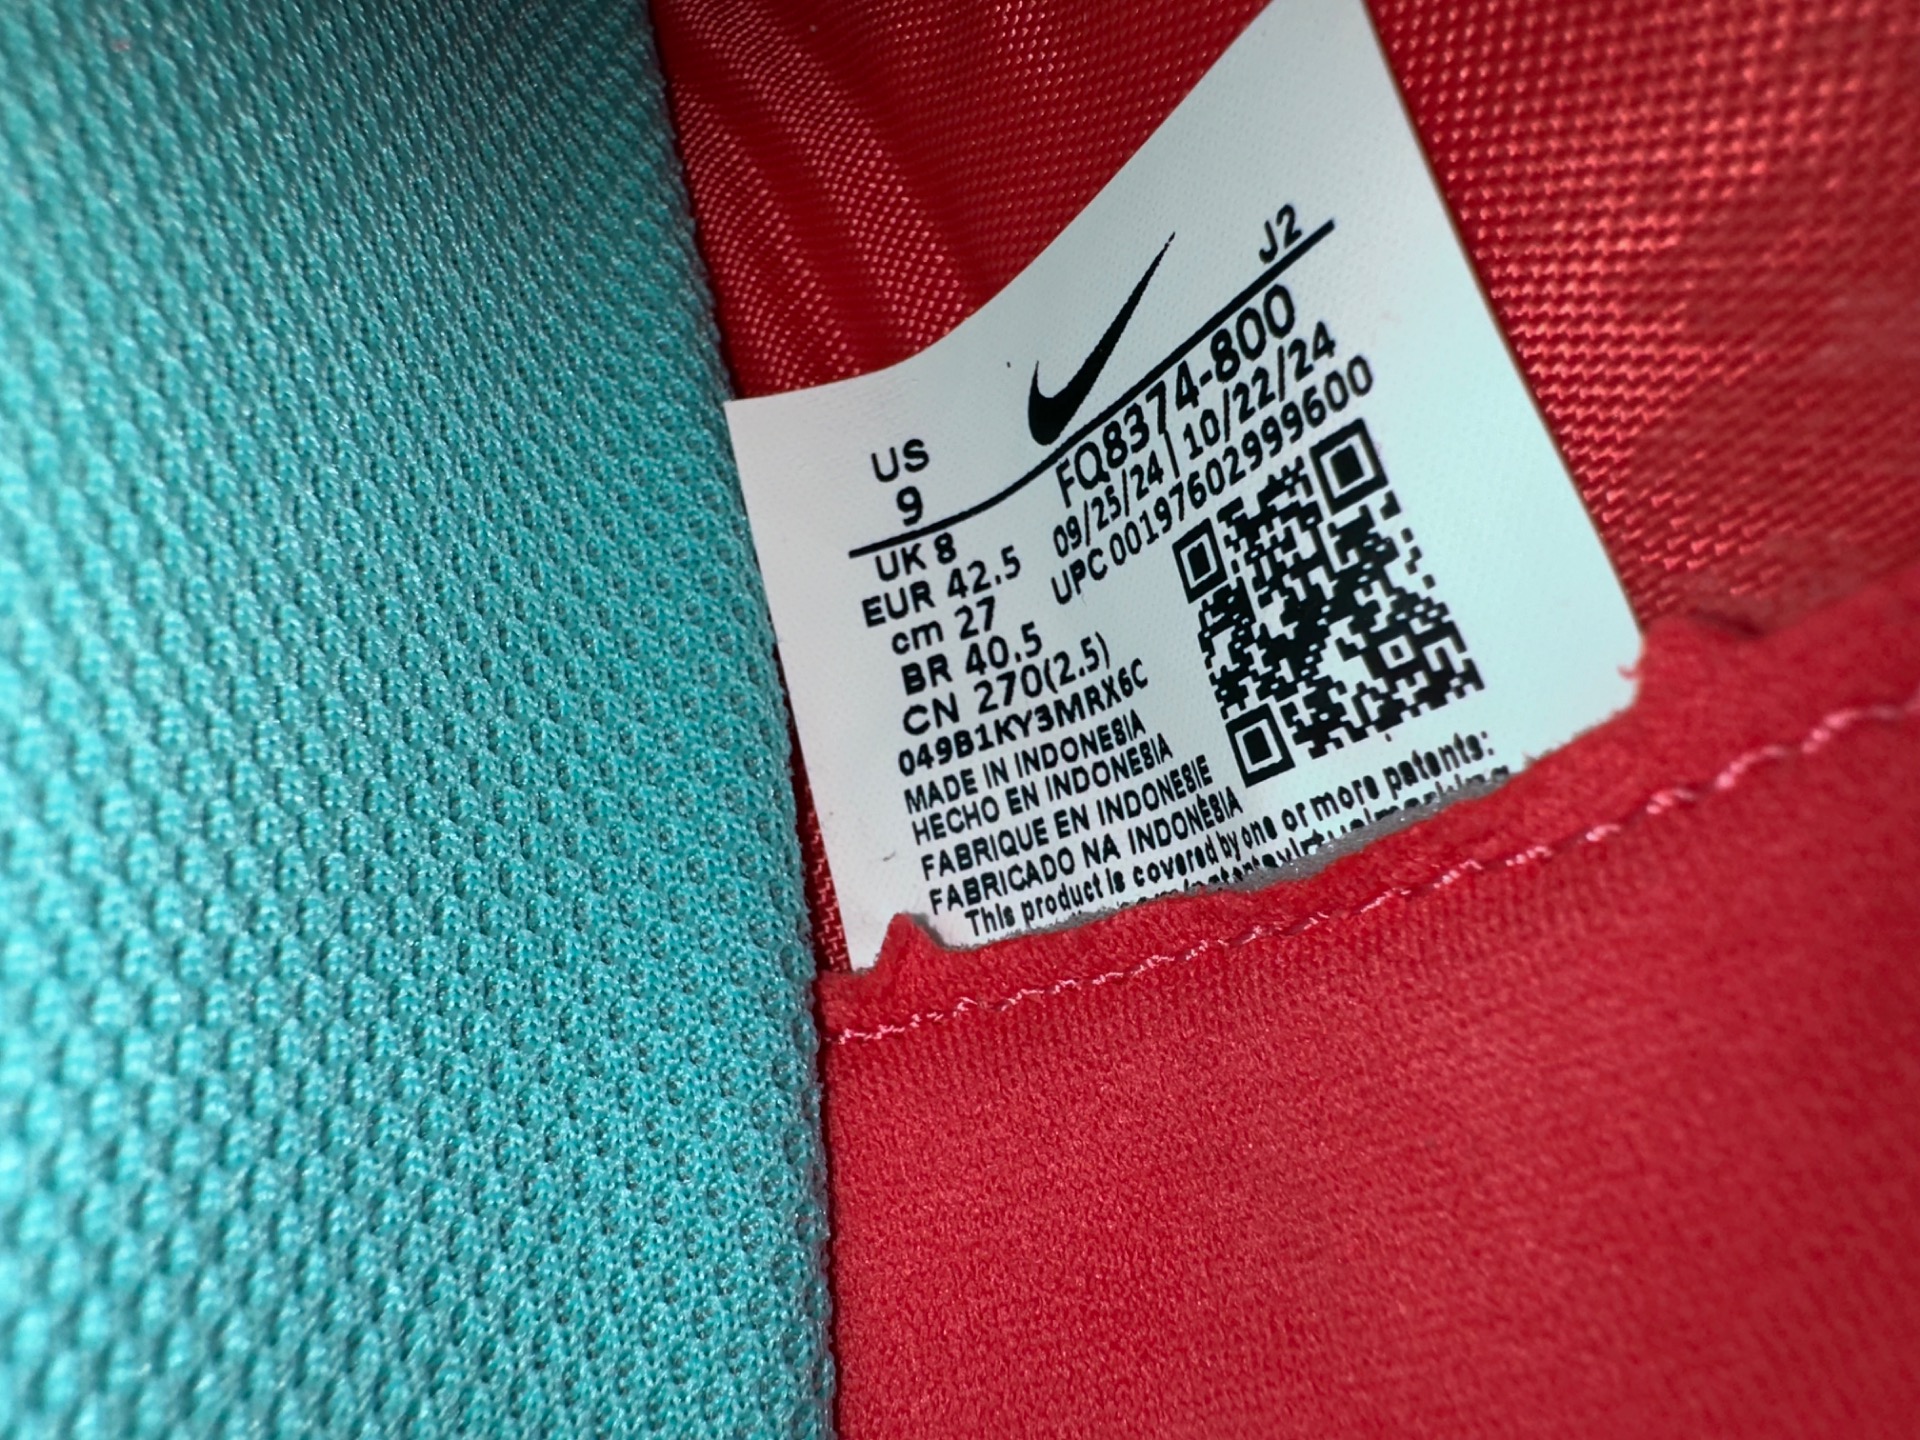 US
9
J2
UK 8
EUR 42.5
cm 27
BR 40.5
CN 270(2.5)
FQ8374-800
09/25/24 | 10/22/24
UPC 00197602999600
049B1KY3MRX6C
MADE IN INDONESIA
HECHO EN INDONESIA
FABRIQUE EN INDONESIE
FABRICADO NA INDONÈSIA
This product is covered by one or more patents: